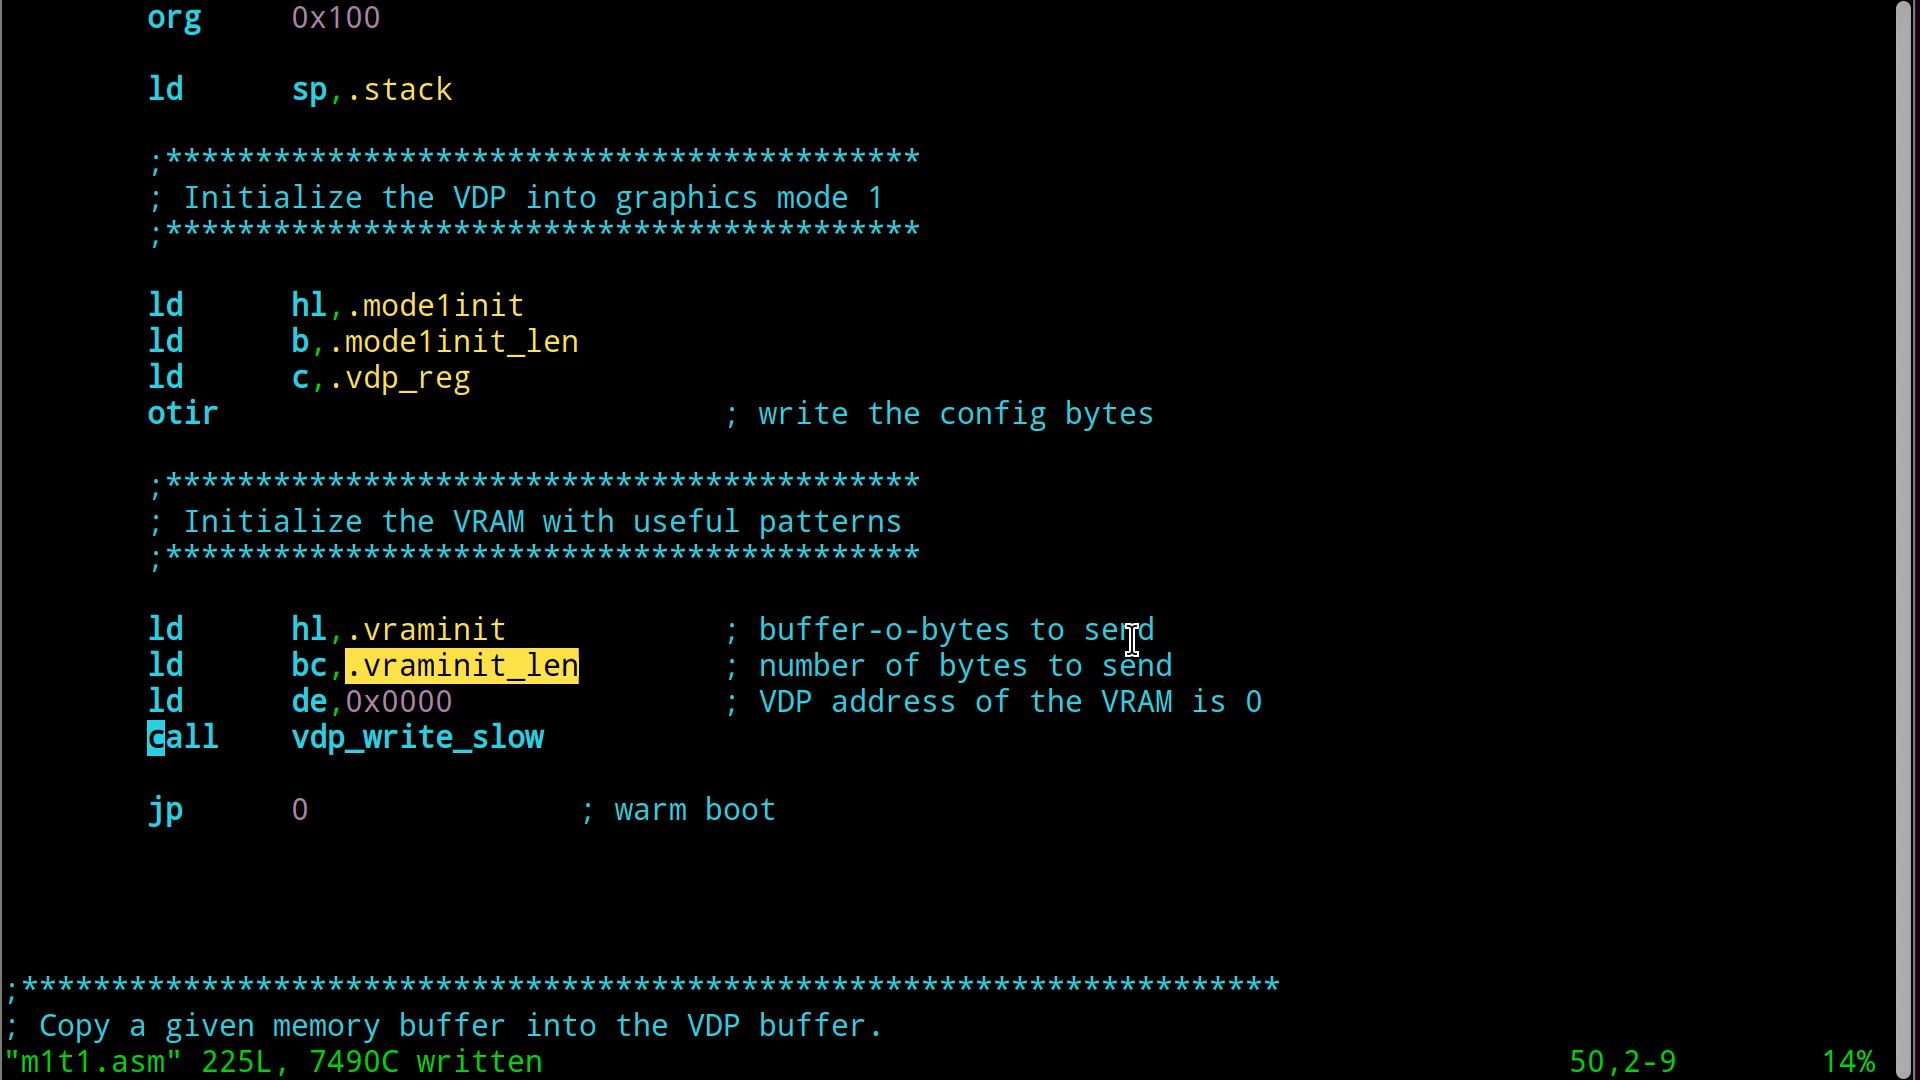 org     0x100
ld      sp,.stack
;******************************************
; Initialize the VDP into graphics mode 1
;******************************************
ld      hl,.mode1init
ld      b,.mode1init_len
ld      c,.vdp_reg
otir                            ; write the config bytes
;******************************************
; Initialize the VRAM with useful patterns
;******************************************
ld      hl,.vraminit            ; buffer-o-bytes to send
ld      bc,.vraminit_len        ; number of bytes to send
ld      de,0x0000               ; VDP address of the VRAM is 0
call    vdp_write_slow
jp      0               ; warm boot
;**********************************************************************
; Copy a given memory buffer into the VDP buffer.
"m1t1.asm" 225L, 7490C written                50,2-9        14%